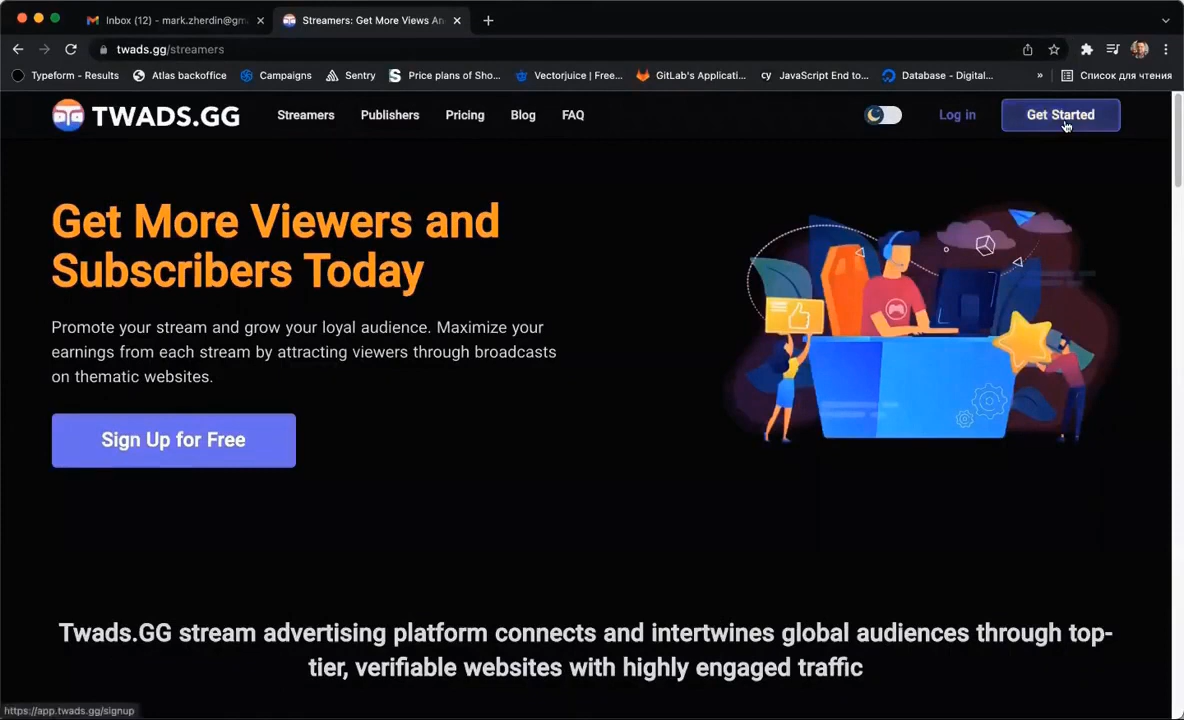 Inbox (12) - mark.zherdin@gm
Streamers: Get More Views An
twads.gg/streamers
Typeform - Results
Atlas backoffice
Campaigns
Sentry
Price plans of Sho...
Vectorjuice | Free...
GitLab's Applicati...
cy JavaScript End to...
Database - Digital...
»
Список для чтения
TWADS.GG
Streamers
Publishers
Pricing
Blog
FAQ
Log in
Get Started
Get More Viewers and
Subscribers Today
Promote your stream and grow your loyal audience. Maximize your
earnings from each stream by attracting viewers through broadcasts
on thematic websites.
Sign Up for Free
Twads.GG stream advertising platform connects and intertwines global audiences through top-
tier, verifiable websites with highly engaged traffic
https://app.twads.gg/signup